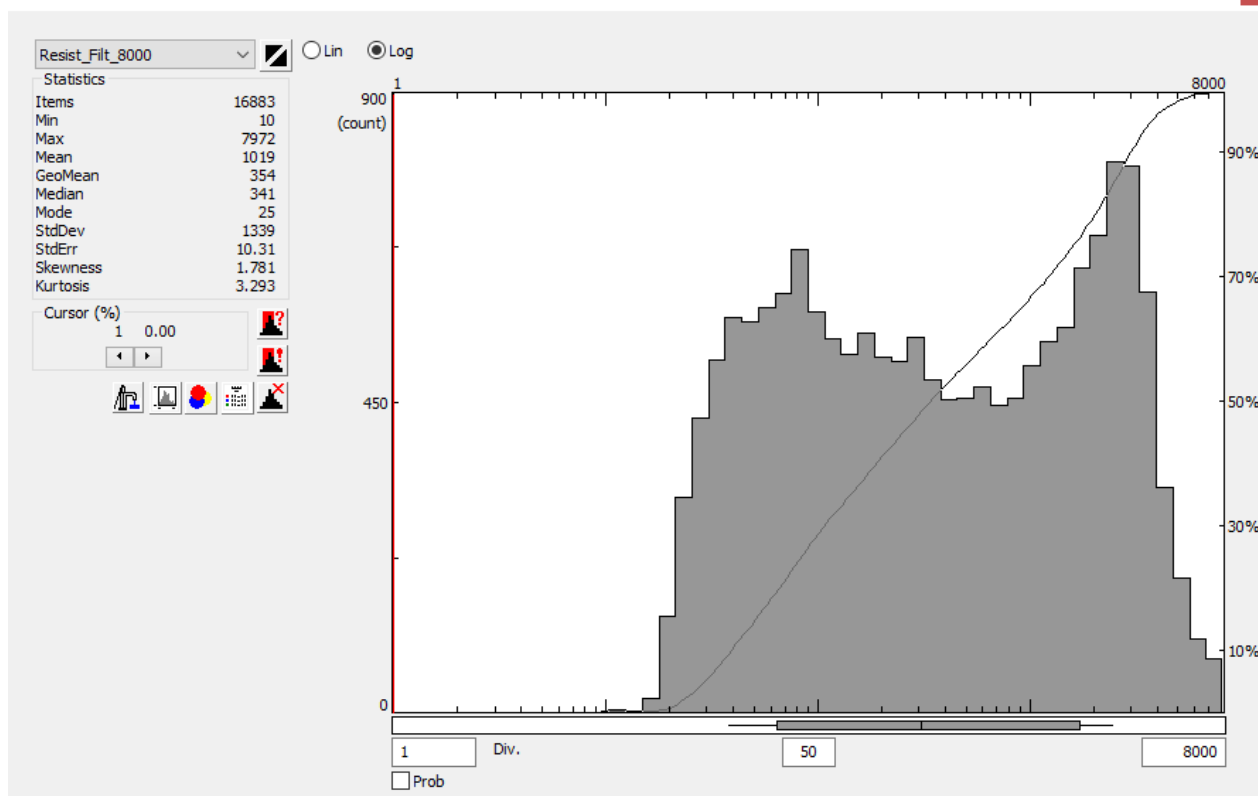 Resist_Filt_8000
Lin
Log
Statistics
Items 16883
Min 10
Max 7972
Mean 1019
GeoMean 354
Median 341
Mode 25
StdDev 1339
StdErr 10.31
Skewness 1.781
Kurtosis 3.293
Cursor (%)
1 0.00
1 8000
900
(count)
450
0
90%
70%
50%
30%
10%
1 Div. 50 8000
Prob